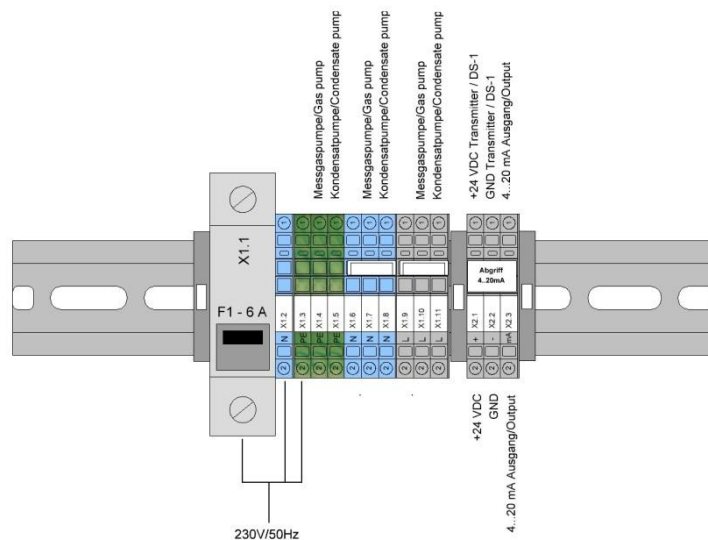 Messgaspumpe/Gas pump
Kondensatpumpe/Condensate pump
Messgaspumpe/Gas pump
Kondensatpumpe/Condensate pump
Messgaspumpe/Gas pump
Kondensatpumpe/Condensate pump
+24 VDC Transmitter / DS-1
GND Transmitter / DS-1
4...20 mA Ausgang/Output
X1.1
F1 - 6 A
1
1
1
1
1
1
1
1
1
1
1
1
1
Abgriff
4..20mA
X1.2
X1.3
X1.4
X1.5
X1.6
X1.7
X1.8
X1.9
X1.10
X1.11
X2.1
X2.2
X2.3
N
PE
PE
PE
N
N
N
L
L
L
+
-
mA
2
2
2
2
2
2
2
2
2
2
2
2
2
+24 VDC
GND
4...20 mA Ausgang/Output
230V/50Hz